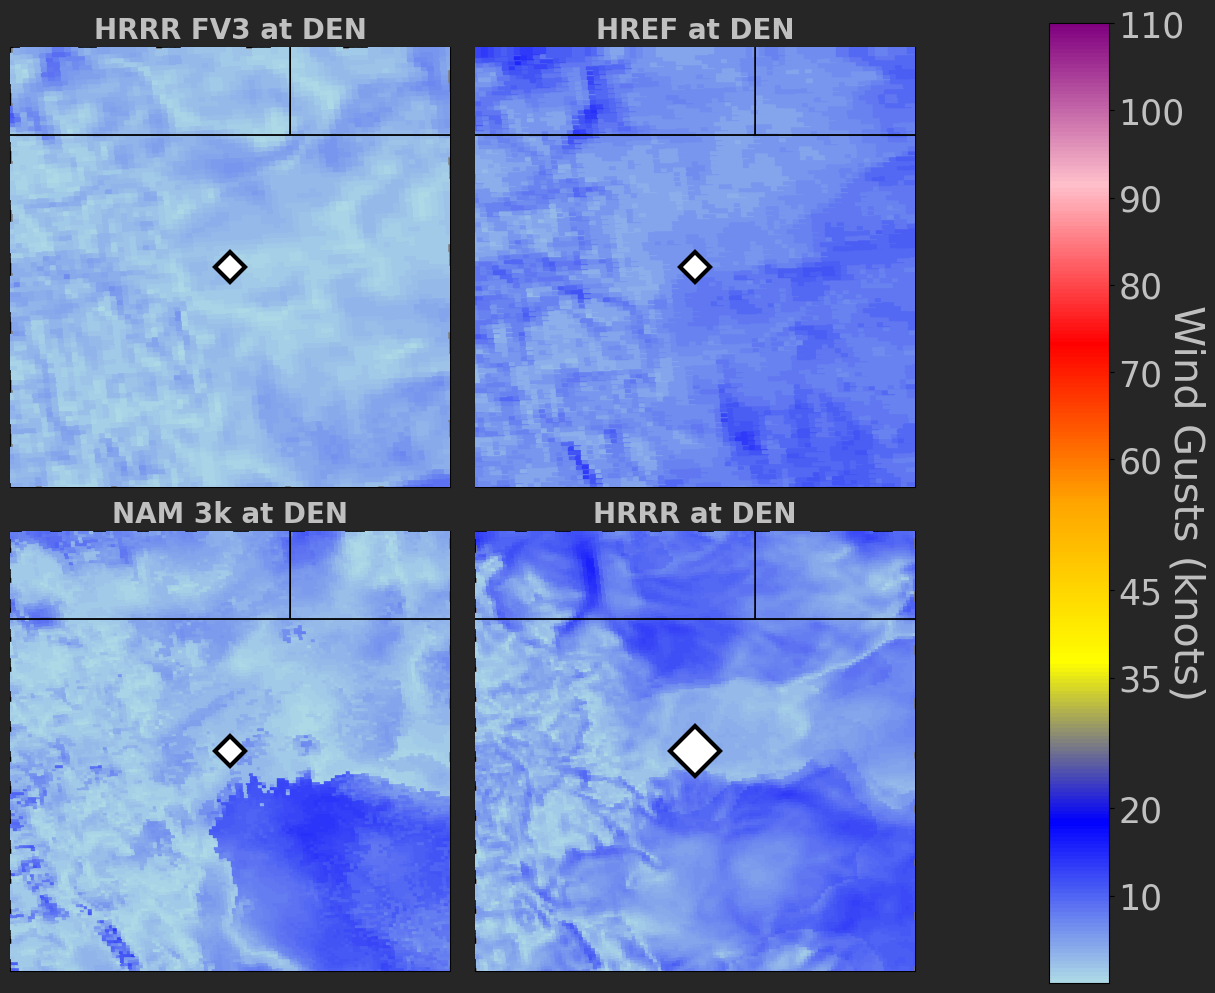 HRRR FV3 at DEN
HREF at DEN
NAM 3k at DEN
HRRR at DEN
110
100
90
80
70
60
45
35
20
10
Wind Gusts (knots)